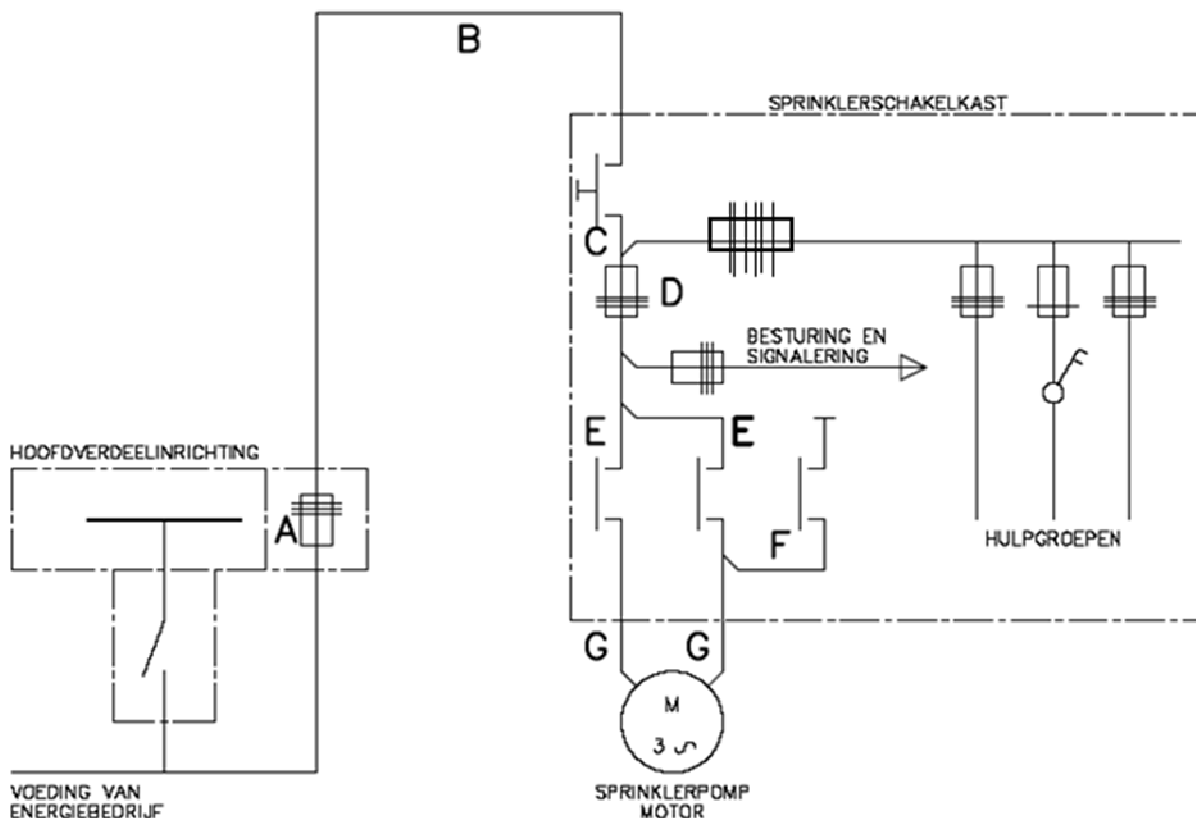 B
SPRINKLERSCHAKELKAST
C
D
BESTURING EN
SIGNALERING
E
E
HOOFDVERDEELINRICHTING
A
F
HULPGROEPEN
G
G
M
3 ∿
VOEDING VAN
ENERGIEBEDRIJF
SPRINKLERPOMP
MOTOR